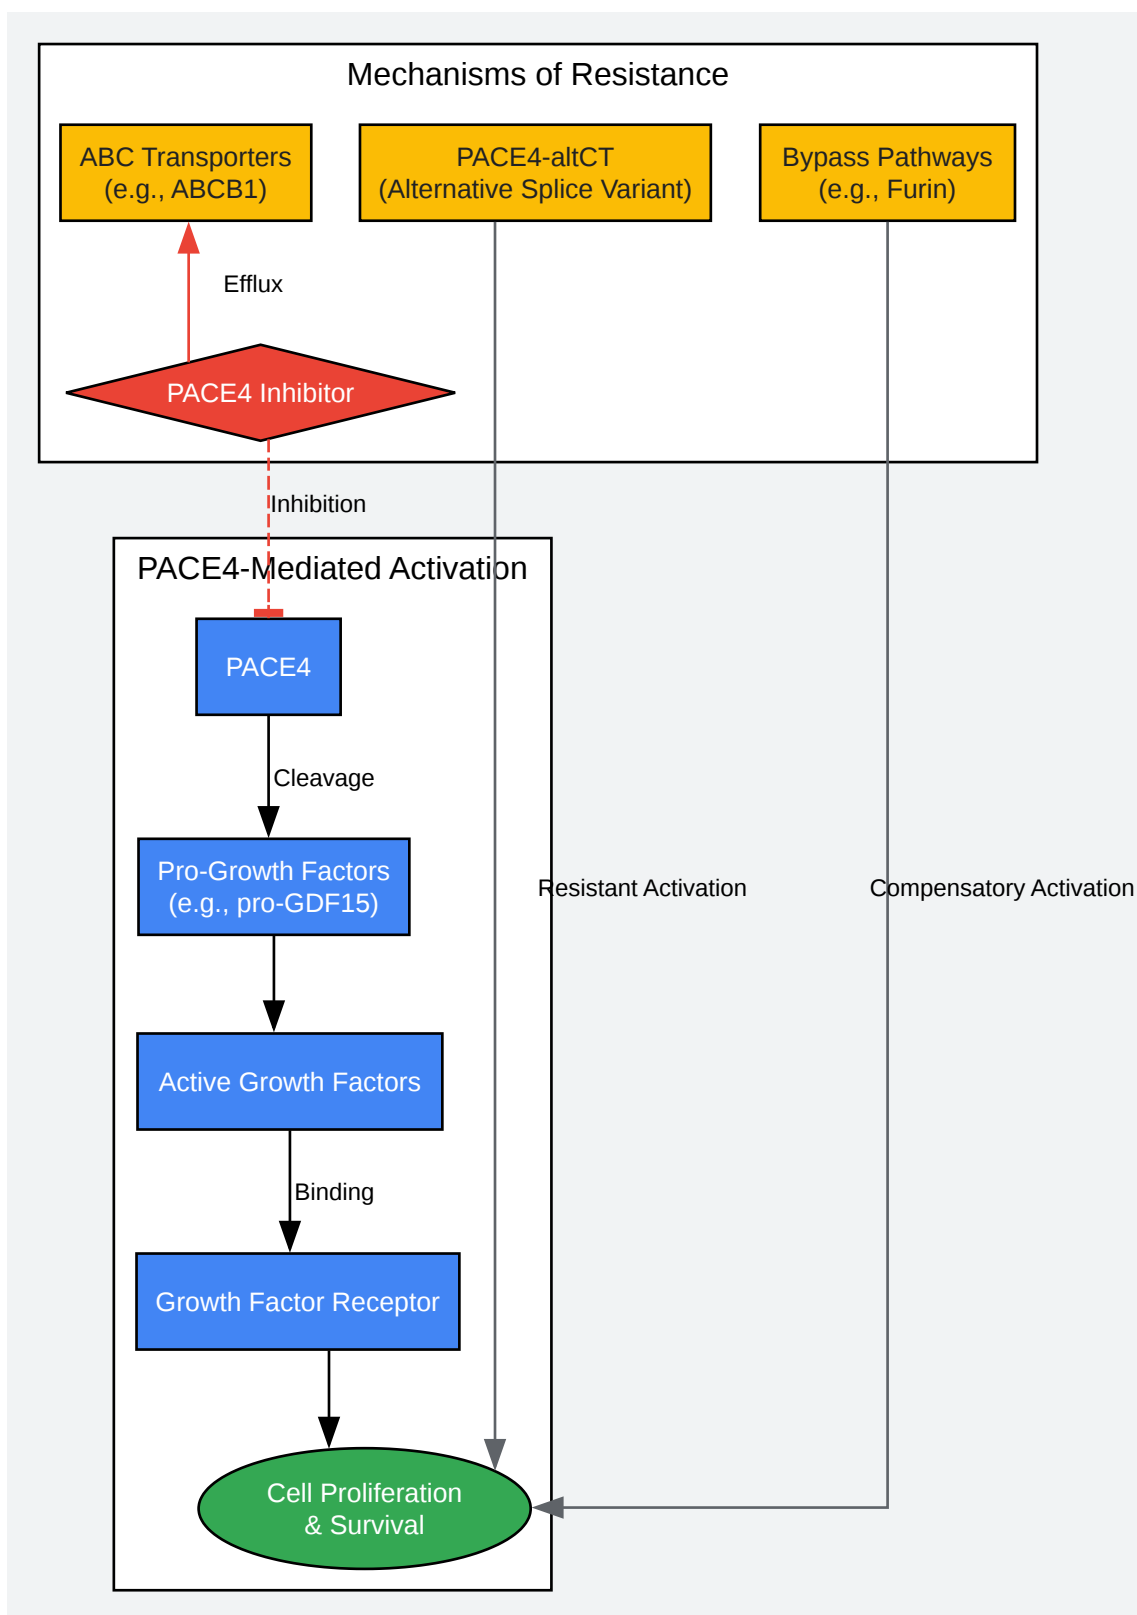 Mechanisms of Resistance
ABC Transporters
(e.g., ABCB1)
PACE4-altCT
(Alternative Splice Variant)
Bypass Pathways
(e.g., Furin)
Efflux
PACE4 Inhibitor
Inhibition
PACE4-Mediated Activation
PACE4
Cleavage
Pro-Growth Factors
(e.g., pro-GDF15)
Resistant Activation
Compensatory Activation
Active Growth Factors
Binding
Growth Factor Receptor
Cell Proliferation
& Survival